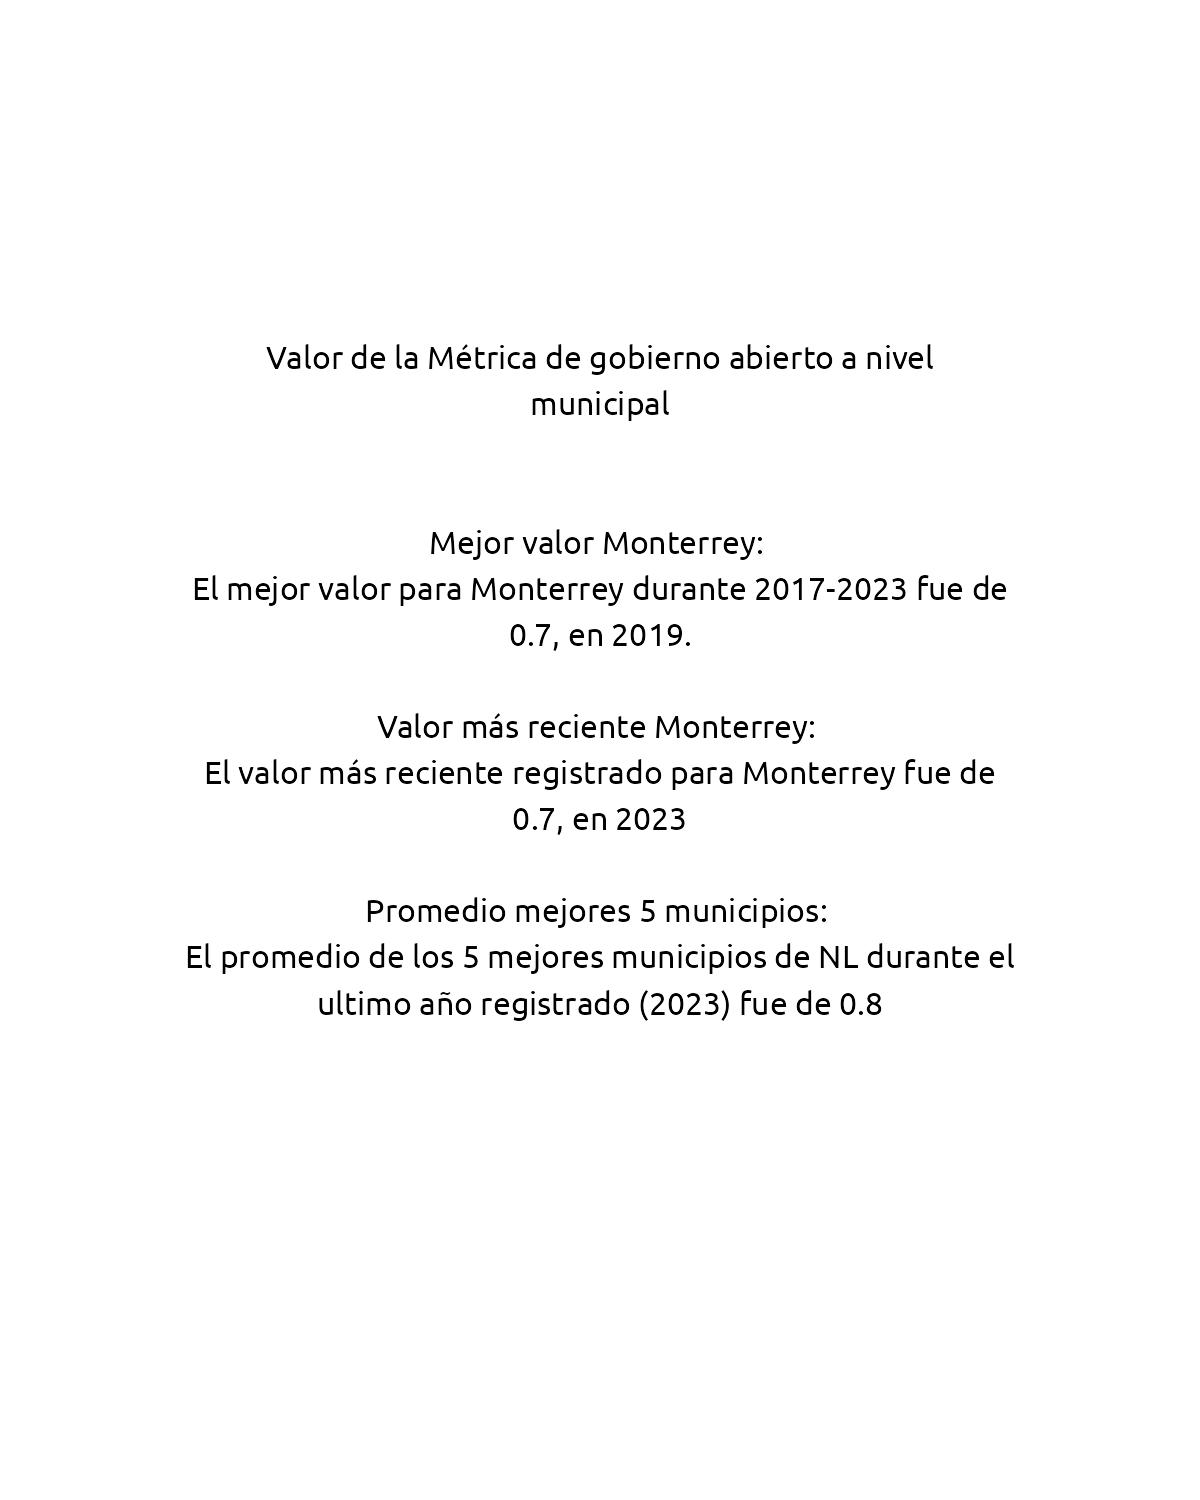 Valor de la Métrica de gobierno abierto a nivel
municipal
Mejor valor Monterrey:
El mejor valor para Monterrey durante 2017-2023 fue de
0.7, en 2019.
Valor más reciente Monterrey:
El valor más reciente registrado para Monterrey fue de
0.7, en 2023
Promedio mejores 5 municipios:
El promedio de los 5 mejores municipios de NL durante el
ultimo año registrado (2023) fue de 0.8